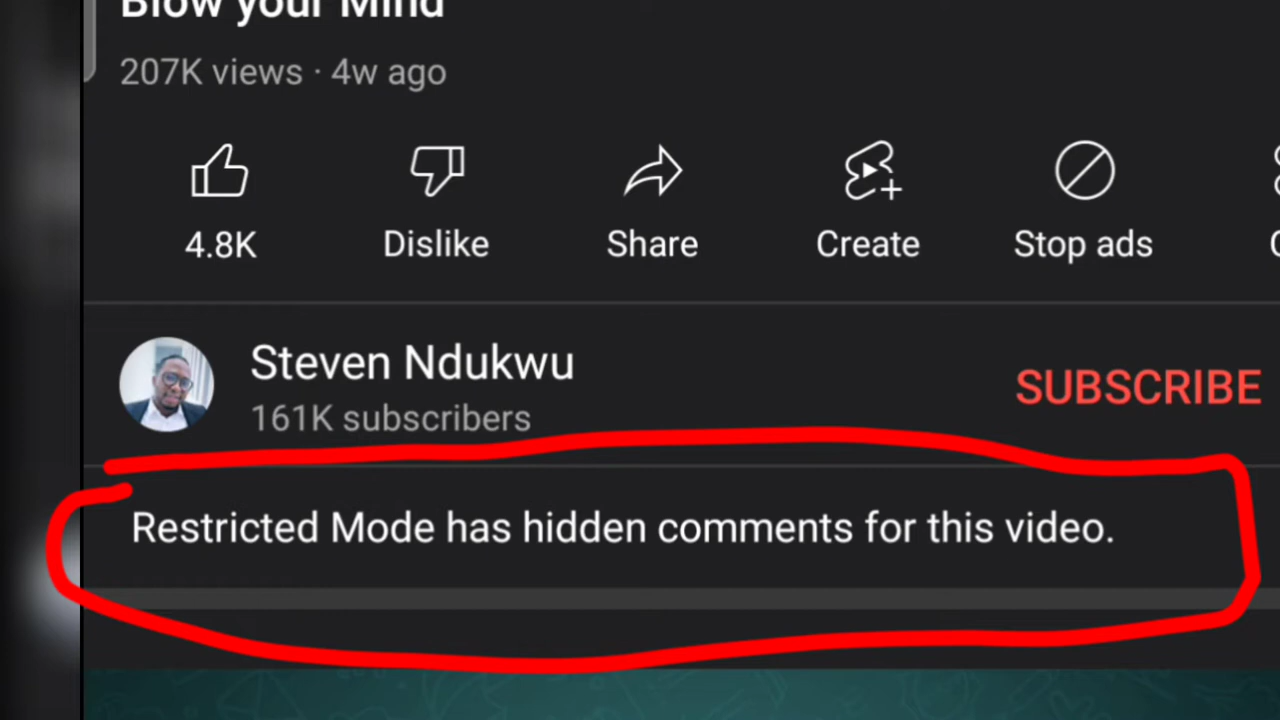 Blow your Mind
207K views · 4w ago
4.8K Dislike Share Create Stop ads
Steven Ndukwu
161K subscribers
SUBSCRIBE
Restricted Mode has hidden comments for this video.